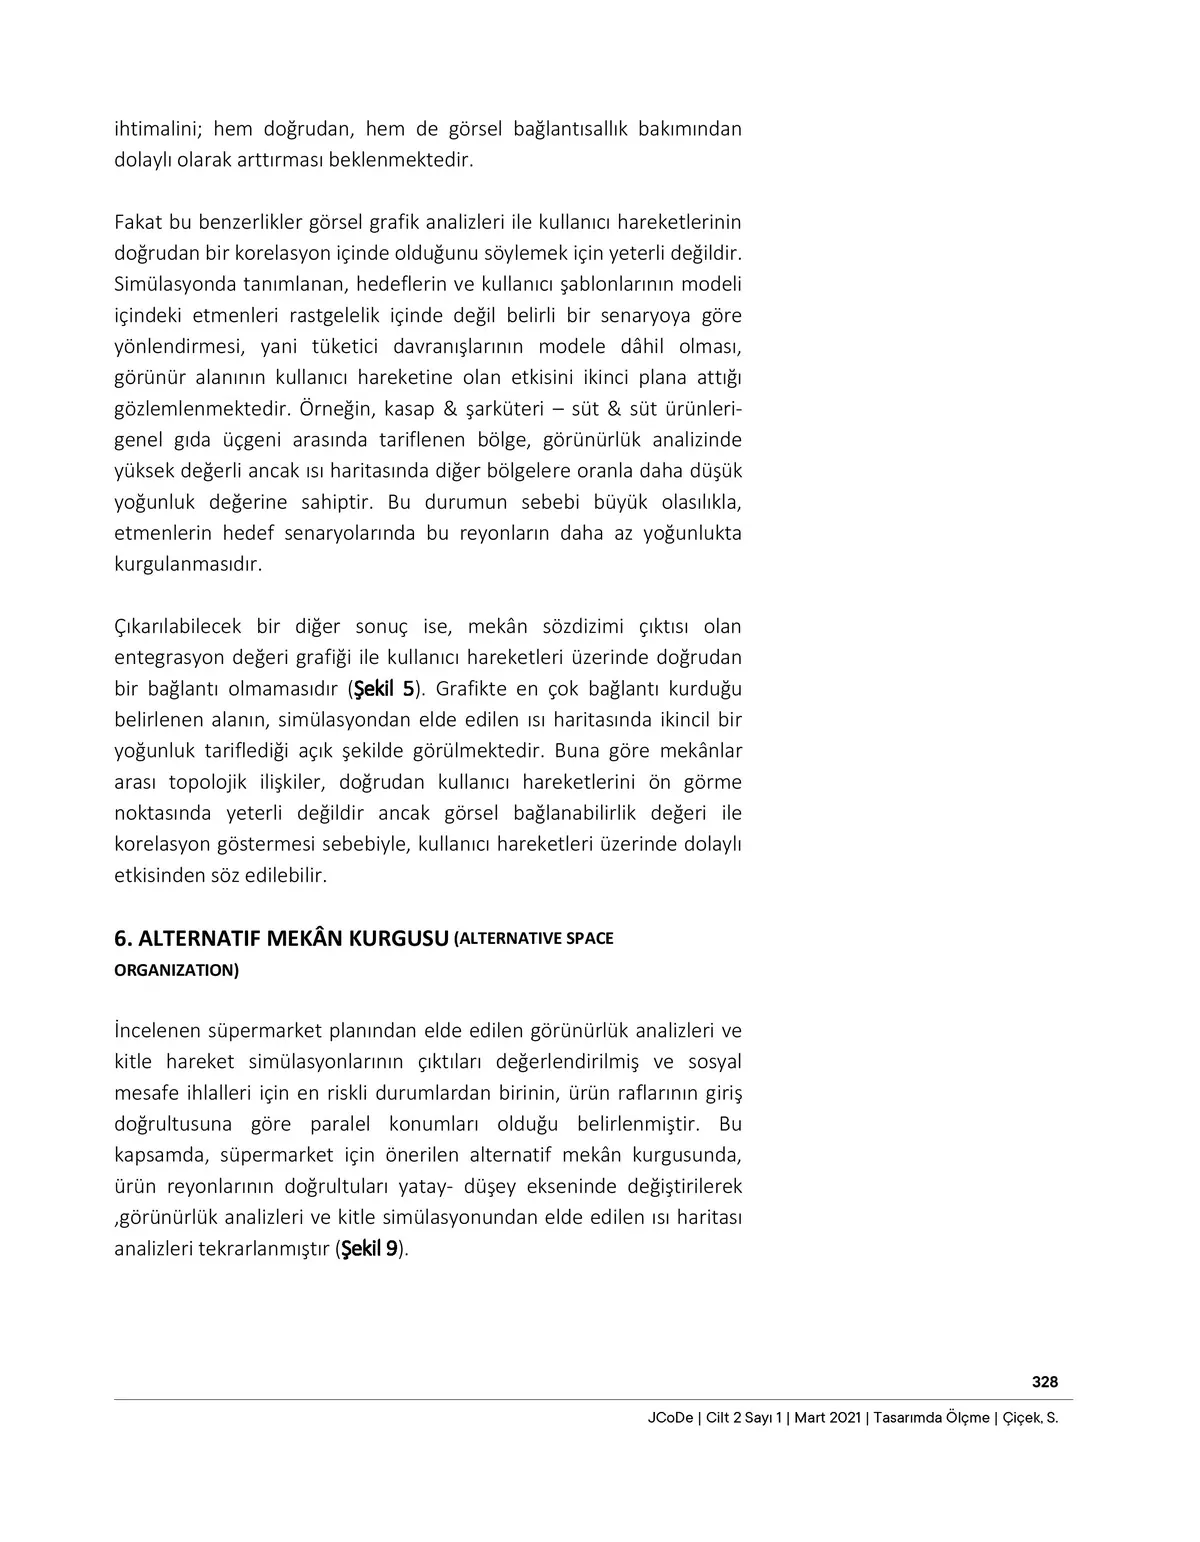 ihtimalini; hem doğrudan, hem de görsel bağlantısallık bakımından
dolaylı olarak arttırması beklenmektedir.
Fakat bu benzerlikler görsel grafik analizleri ile kullanıcı hareketlerinin
doğrudan bir korelasyon içinde olduğunu söylemek için yeterli değildir.
Simülasyonda tanımlanan, hedeflerin ve kullanıcı şablonlarının modeli
içindeki etmenleri rastgelelik içinde değil belirli bir senaryoya göre
yönlendirmesi, yani tüketici davranışlarının modele dâhil olması,
görünür alanının kullanıcı hareketine olan etkisini ikinci plana attığı
gözlemlenmektedir. Örneğin, kasap & şarküteri – süt & süt ürünleri-
genel gıda üçgeni arasında tariflenen bölge, görünürlük analizinde
yüksek değerli ancak ısı haritasında diğer bölgelere oranla daha düşük
yoğunluk değerine sahiptir. Bu durumun sebebi büyük olasılıkla,
etmenlerin hedef senaryolarında bu reyonların daha az yoğunlukta
kurgulanmasıdır.
Çıkarılabilecek bir diğer sonuç ise, mekân sözdizimi çıktısı olan
entegrasyon değeri grafiği ile kullanıcı hareketleri üzerinde doğrudan
bir bağlantı olmamasıdır (Şekil 5). Grafikte en çok bağlantı kurduğu
belirlenen alanın, simülasyondan elde edilen ısı haritasında ikincil bir
yoğunluk tariflediği açık şekilde görülmektedir. Buna göre mekânlar
arası topolojik ilişkiler, doğrudan kullanıcı hareketlerini ön görme
noktasında yeterli değildir ancak görsel bağlanabilirlik değeri ile
korelasyon göstermesi sebebiyle, kullanıcı hareketleri üzerinde dolaylı
etkisinden söz edilebilir.
6. ALTERNATIF MEKÂN KURGUSU (ALTERNATIVE SPACE
ORGANIZATION)
İncelenen süpermarket planından elde edilen görünürlük analizleri ve
kitle hareket simülasyonlarının çıktıları değerlendirilmiş ve sosyal
mesafe ihlalleri için en riskli durumlardan birinin, ürün raflarının giriş
doğrultusuna göre paralel konumları olduğu belirlenmiştir. Bu
kapsamda, süpermarket için önerilen alternatif mekân kurgusunda,
ürün reyonlarının doğrultuları yatay- düşey ekseninde değiştirilerek
,görünürlük analizleri ve kitle simülasyonundan elde edilen ısı haritası
analizleri tekrarlanmıştır (Şekil 9).
328
JCoDe | Cilt 2 Sayı 1 | Mart 2021 | Tasarımda Ölçme | Çiçek, S.